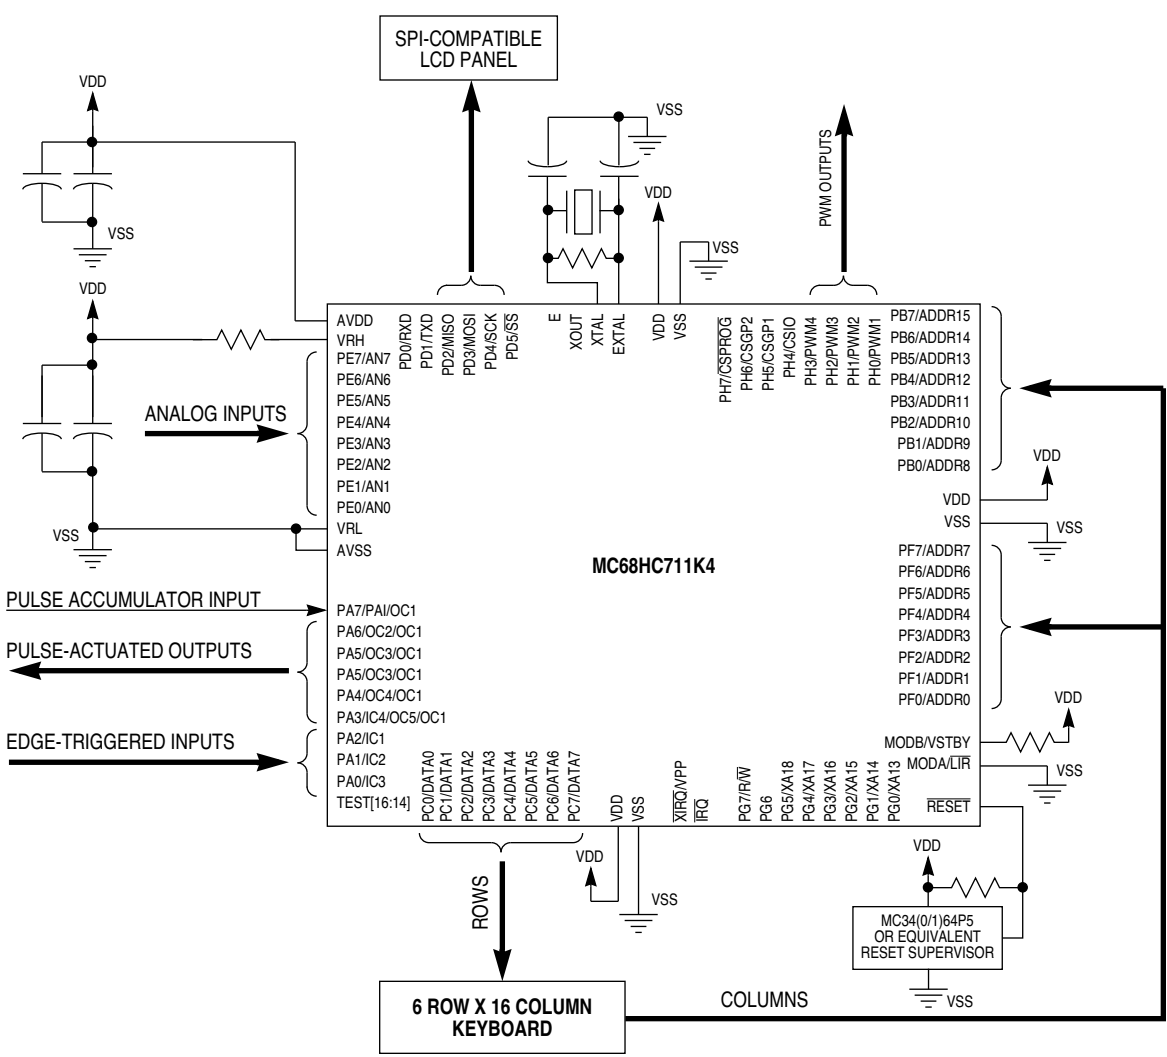 SPI-COMPATIBLE
LCD PANEL
VDD
VSS
VSS
VDD
VSS
PWM OUTPUTS
VDD
AVDD
VRH
PE7/AN7
PE6/AN6
PE5/AN5
PE4/AN4
PE3/AN3
PE2/AN2
PE1/AN1
PE0/AN0
VRL
AVSS
ANALOG INPUTS
VSS
PD0/RXD
PD1/TXD
PD2/MISO
PD3/MOSI
PD4/SCK
PD5/SS
E
XOUT
XTAL
EXTAL
VDD
VSS
PH7/CSPROG
PH6/CSGP2
PH5/CSGP1
PH4/CSIO
PH3/PWM4
PH2/PWM3
PH1/PWM2
PH0/PWM1
PB7/ADDR15
PB6/ADDR14
PB5/ADDR13
PB4/ADDR12
PB3/ADDR11
PB2/ADDR10
PB1/ADDR9
PB0/ADDR8
VDD
VDD
VSS
VSS
MC68HC711K4
PF7/ADDR7
PF6/ADDR6
PF5/ADDR5
PF4/ADDR4
PF3/ADDR3
PF2/ADDR2
PF1/ADDR1
PF0/ADDR0
PULSE ACCUMULATOR INPUT
PULSE-ACTUATED OUTPUTS
EDGE-TRIGGERED INPUTS
PA7/PAI/OC1
PA6/OC2/OC1
PA5/OC3/OC1
PA5/OC3/OC1
PA4/OC4/OC1
PA3/IC4/OC5/OC1
PA2/IC1
PA1/IC2
PA0/IC3
TEST[16:14]
PC0/DATA0
PC1/DATA1
PC2/DATA2
PC3/DATA3
PC4/DATA4
PC5/DATA5
PC6/DATA6
PC7/DATA7
VDD
VSS
XIRQ/VPP
IRQ
PG7/R/W
PG6
PG5/XA18
PG4/XA17
PG3/XA16
PG2/XA15
PG1/XA14
PG0/XA13
MODB/VSTBY
MODA/LIR
RESET
VDD
VSS
VDD
VDD
VSS
ROWS
MC34(0/1)64P5
OR EQUIVALENT
RESET SUPERVISOR
VSS
6 ROW X 16 COLUMN
KEYBOARD
COLUMNS